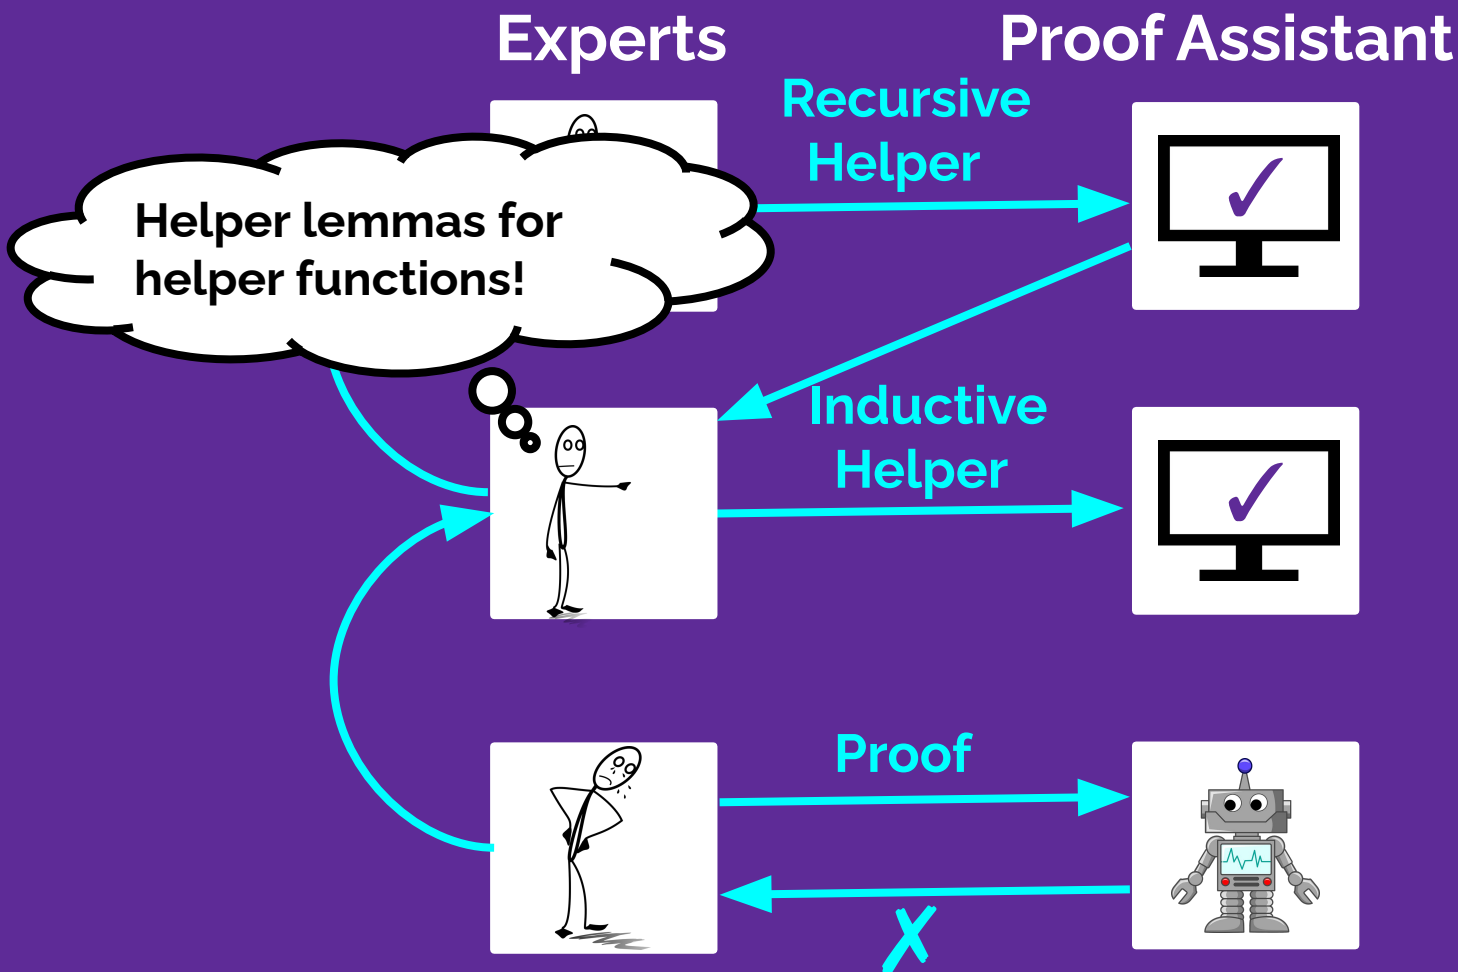 Experts
Proof Assistant
Recursive
Helper
Helper lemmas for
helper functions!
Inductive
Helper
Proof